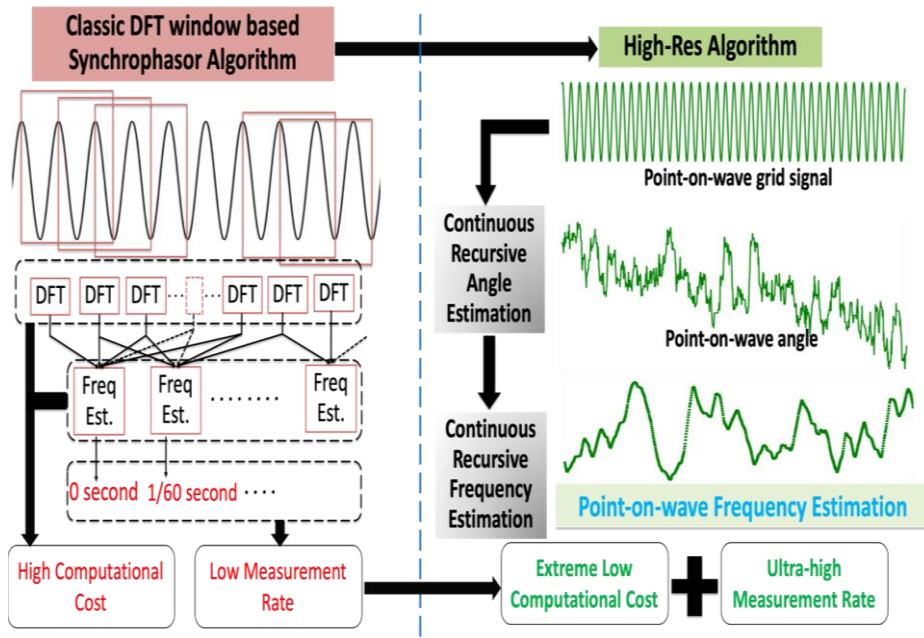 Classic DFT window based
Synchrophasor Algorithm
DFT
DFT
DFT
DFT
DFT
DFT
Freq
Est.
Freq
Est.
Freq
Est.
0 second
1/60 second
High Computational
Cost
Low Measurement
Rate
High-Res Algorithm
Point-on-wave grid signal
Continuous
Recursive
Angle
Estimation
Point-on-wave angle
Continuous
Recursive
Frequency
Estimation
Point-on-wave Frequency Estimation
Extreme Low
Computational Cost
Ultra-high
Measurement Rate